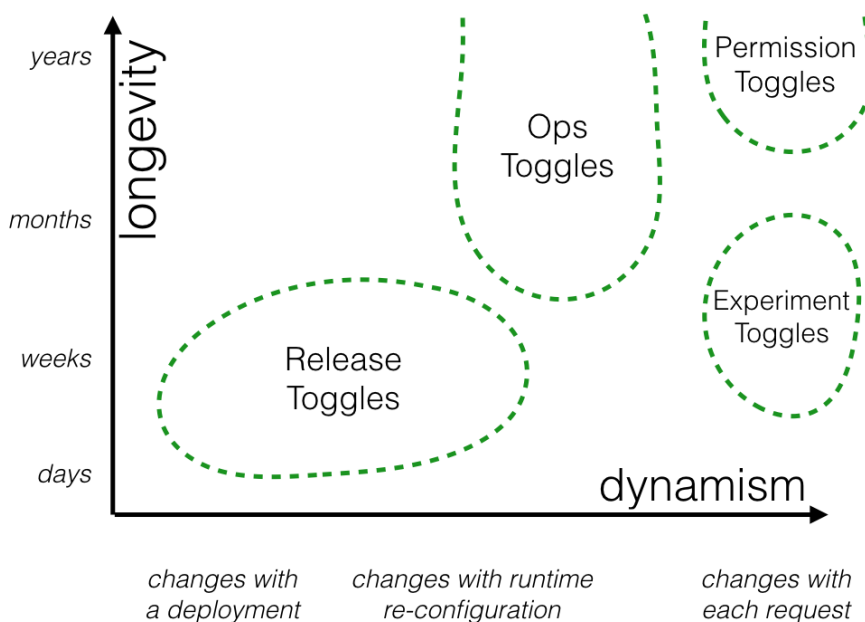 years
longevity
months
weeks
days
Permission
Toggles
Ops
Toggles
Experiment
Toggles
Release
Toggles
dynamism
changes with
a deployment
changes with runtime
re-configuration
changes with
each request